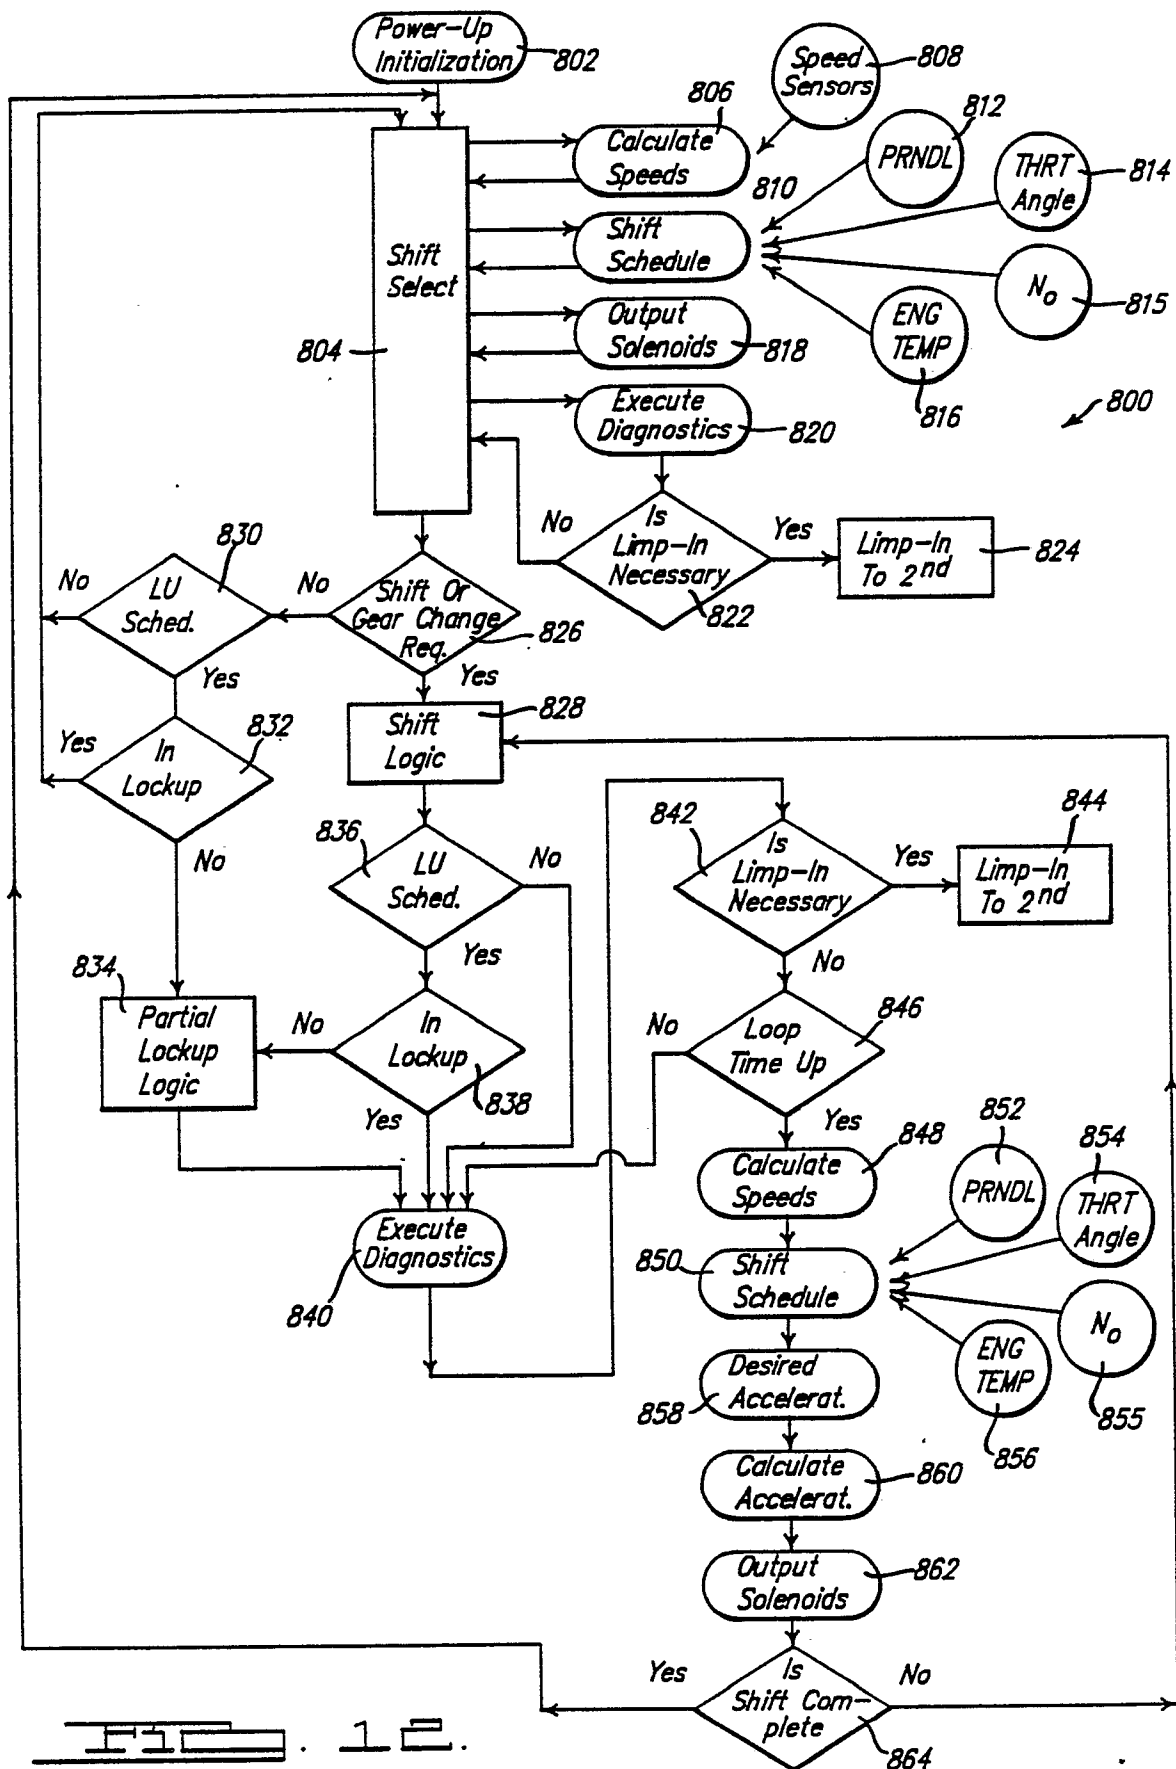 Power-Up
Initialization
802
Speed
Sensors
808
806
Calculate
Speeds
810
812
PRNDL
THRT
Angle
814
Shift
Schedule
Shift
Select
804
No
815
Output
Solenoids
818
ENG
TEMP
816
800
Execute
Diagnostics
820
No
Is
Limp-In
Necessary
822
Yes
Limp-In
To 2nd
824
830
No
LU
Sched.
Yes
No
Shift Or
Gear Change
Req.
826
Yes
828
Shift
Logic
832
Yes
In
Lockup
No
836
LU
Sched.
No
Yes
842
Is
Limp-In
Necessary
Yes
844
Limp-In
To 2nd
No
834
Partial
Lockup
Logic
No
In
Lockup
838
Yes
No
Loop
Time Up
846
Yes
848
Calculate
Speeds
852
PRNDL
854
THRT
Angle
Execute
Diagnostics
840
850
Shift
Schedule
No
855
ENG
TEMP
856
Desired
Accelerat.
858
Calculate
Accelerat.
860
Output
Solenoids
862
Yes
Is
Shift Com-
plete
No
864
FIG. 12.